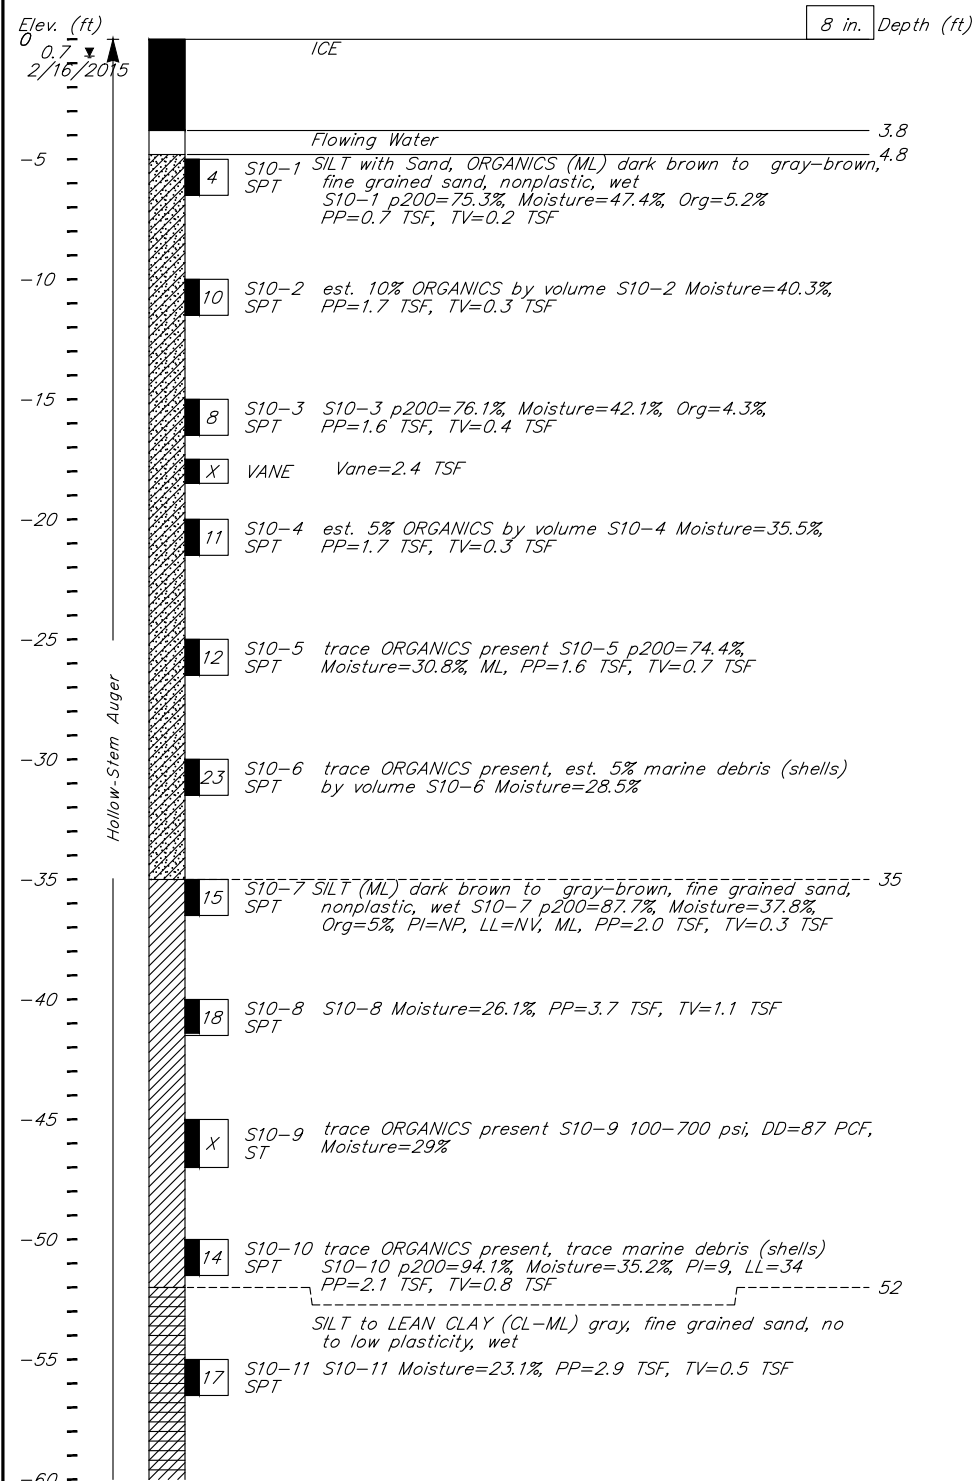 Elev. (ft)
8 in. Depth (ft)
0
0.7
2/16/2015
ICE
3.8
Flowing Water
4.8
-5
4
S10-1 SILT with Sand, ORGANICS (ML) dark brown to gray-brown,
SPT fine grained sand, nonplastic, wet
S10-1 p200=75.3%, Moisture=47.4%, Org=5.2%
PP=0.7 TSF, TV=0.2 TSF
-10
10
S10-2 est. 10% ORGANICS by volume S10-2 Moisture=40.3%,
SPT PP=1.7 TSF, TV=0.3 TSF
-15
8
S10-3 S10-3 p200=76.1%, Moisture=42.1%, Org=4.3%,
SPT PP=1.6 TSF, TV=0.4 TSF
X VANE Vane=2.4 TSF
-20
11
S10-4 est. 5% ORGANICS by volume S10-4 Moisture=35.5%,
SPT PP=1.7 TSF, TV=0.3 TSF
-25
12
S10-5 trace ORGANICS present S10-5 p200=74.4%,
SPT Moisture=30.8%, ML, PP=1.6 TSF, TV=0.7 TSF
Hollow-Stem Auger
-30
23
S10-6 trace ORGANICS present, est. 5% marine debris (shells)
SPT by volume S10-6 Moisture=28.5%
-35
35
15
S10-7 SILT (ML) dark brown to gray-brown, fine grained sand,
SPT nonplastic, wet S10-7 p200=87.7%, Moisture=37.8%,
Org=5%, PI=NP, LL=NV, ML, PP=2.0 TSF, TV=0.3 TSF
-40
18
S10-8 S10-8 Moisture=26.1%, PP=3.7 TSF, TV=1.1 TSF
SPT
-45
X
S10-9 trace ORGANICS present S10-9 100-700 psi, DD=87 PCF,
ST Moisture=29%
-50
14
S10-10 trace ORGANICS present, trace marine debris (shells)
SPT S10-10 p200=94.1%, Moisture=35.2%, PI=9, LL=34
PP=2.1 TSF, TV=0.8 TSF
52
SILT to LEAN CLAY (CL-ML) gray, fine grained sand, no
to low plasticity, wet
-55
17
S10-11 S10-11 Moisture=23.1%, PP=2.9 TSF, TV=0.5 TSF
SPT
-60